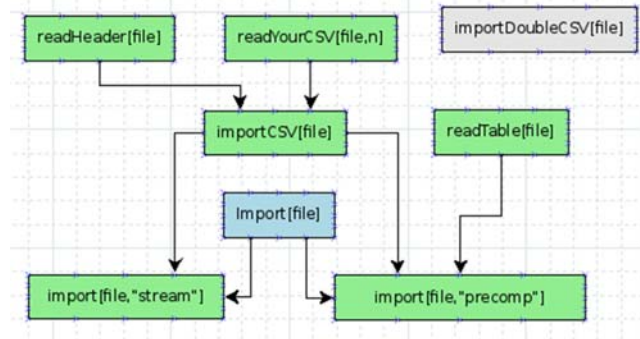 readHeader[file]
readYourCSV[file,n]
importDoubleCSV[file]
importCSV[file]
readTable[file]
Import[file]
import[file,"stream"]
import[file,"precomp"]